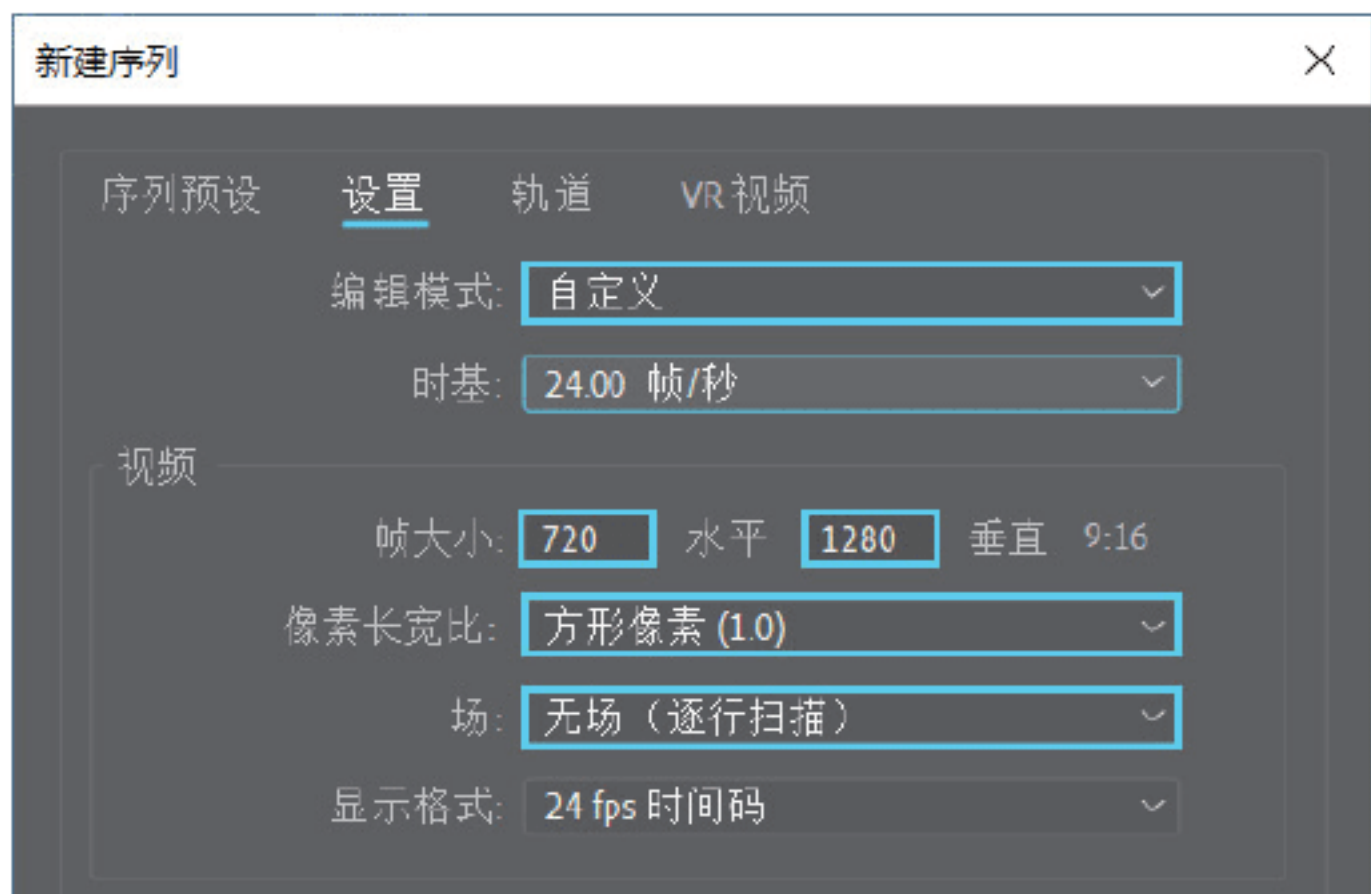 新建序列
序列预设 设置 轨道 VR 视频
编辑模式: 自定义
时基: 24.00 帧/秒
视频
帧大小: 720 水平 1280 垂直 9:16
像素长宽比: 方形像素 (1.0)
场: 无场（逐行扫描）
显示格式: 24 fps 时间码